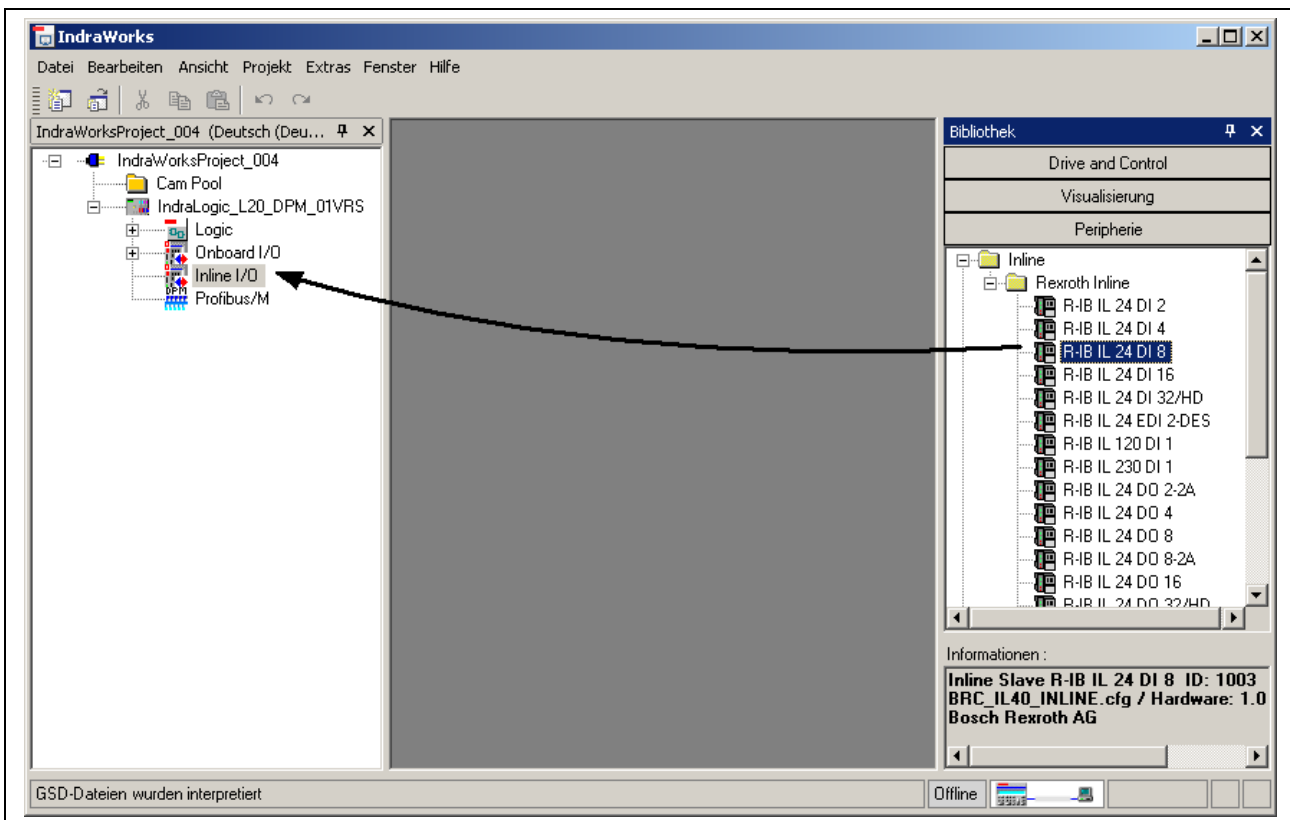 IndraWorks
Datei Bearbeiten Ansicht Projekt Extras Fenster Hilfe
IndraWorksProject_004 (Deutsch (Deu...
IndraWorksProject_004
Cam Pool
IndraLogic_L20_DPM_01VRS
Logic
Onboard I/O
Inline I/O
DPM
Profibus/M
Bibliothek
Drive and Control
Visualisierung
Peripherie
Inline
Rexroth Inline
R-IB IL 24 DI 2
R-IB IL 24 DI 4
R-IB IL 24 DI 8
R-IB IL 24 DI 16
R-IB IL 24 DI 32/HD
R-IB IL 24 EDI 2-DES
R-IB IL 120 DI 1
R-IB IL 230 DI 1
R-IB IL 24 DO 2-2A
R-IB IL 24 DO 4
R-IB IL 24 DO 8
R-IB IL 24 DO 8-2A
R-IB IL 24 DO 16
R-IB IL 24 DO 32/HD
Informationen :
Inline Slave R-IB IL 24 DI 8 ID: 1003
BRC_IL40_INLINE.cfg / Hardware: 1.0
Bosch Rexroth AG
GSD-Dateien wurden interpretiert
Offline